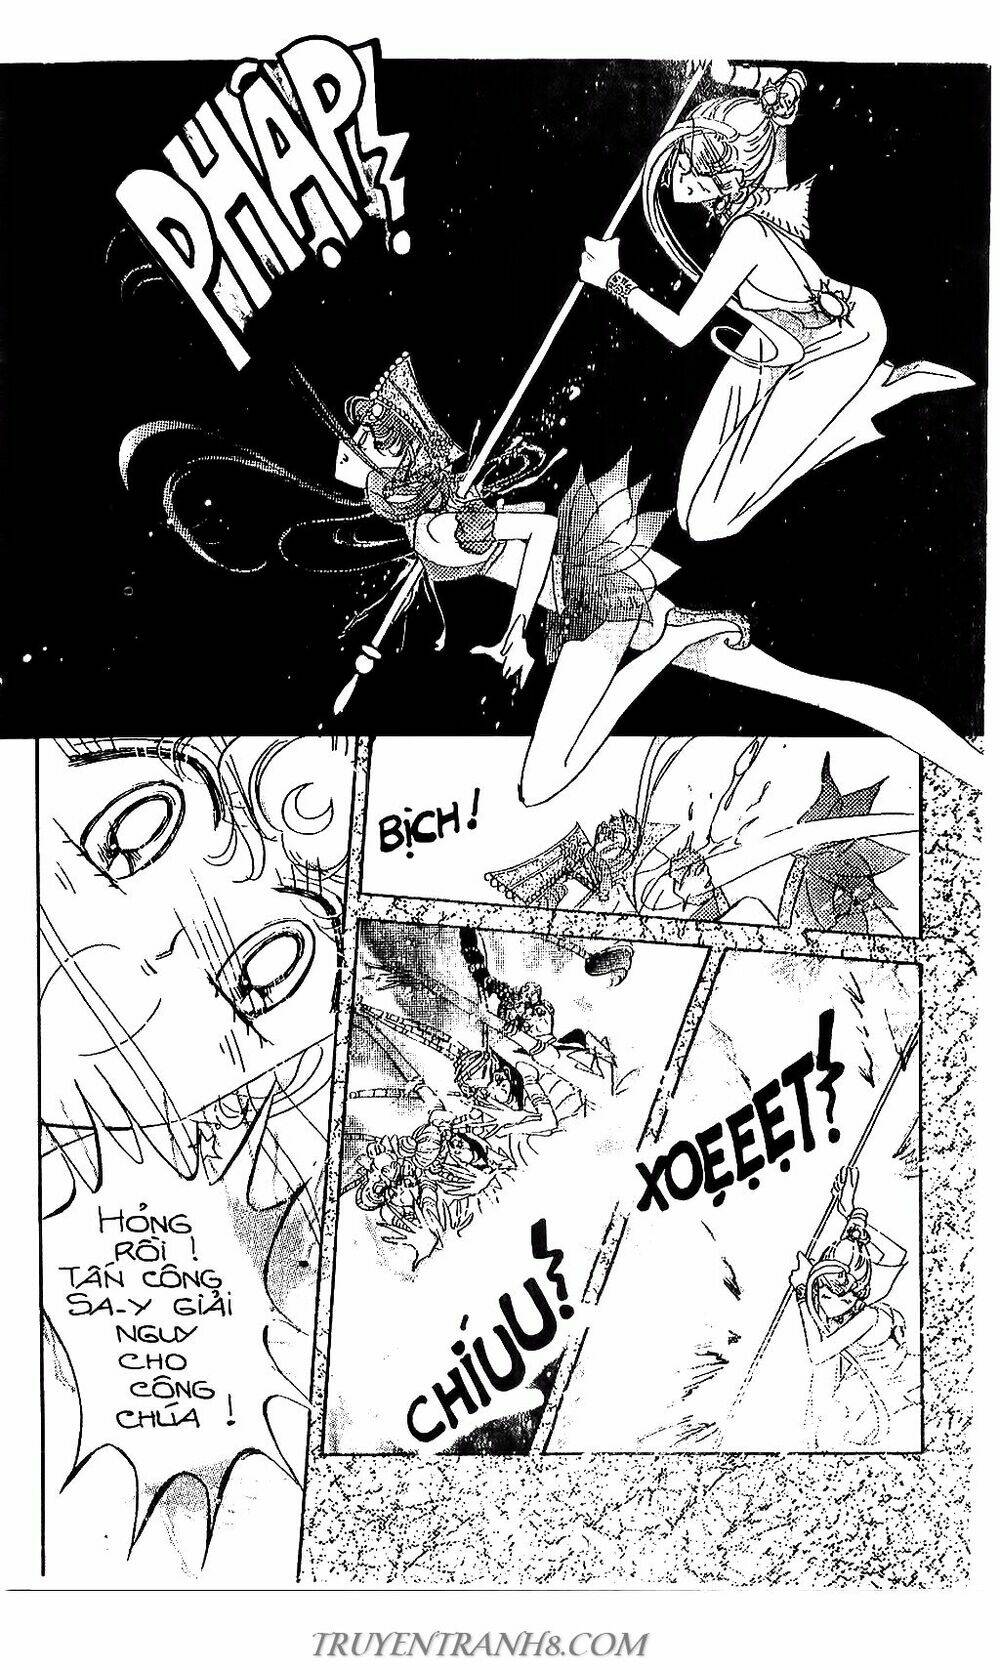 PHẬP!
BỊCH!
XOẸẸẸT!
CHÍUU!
HỎNG
RỒI !
TẤN CÔNG
SA-Y GIẢI
NGUY
CHO
CÔNG
CHÚA !
TRUYENTRANH8.COM